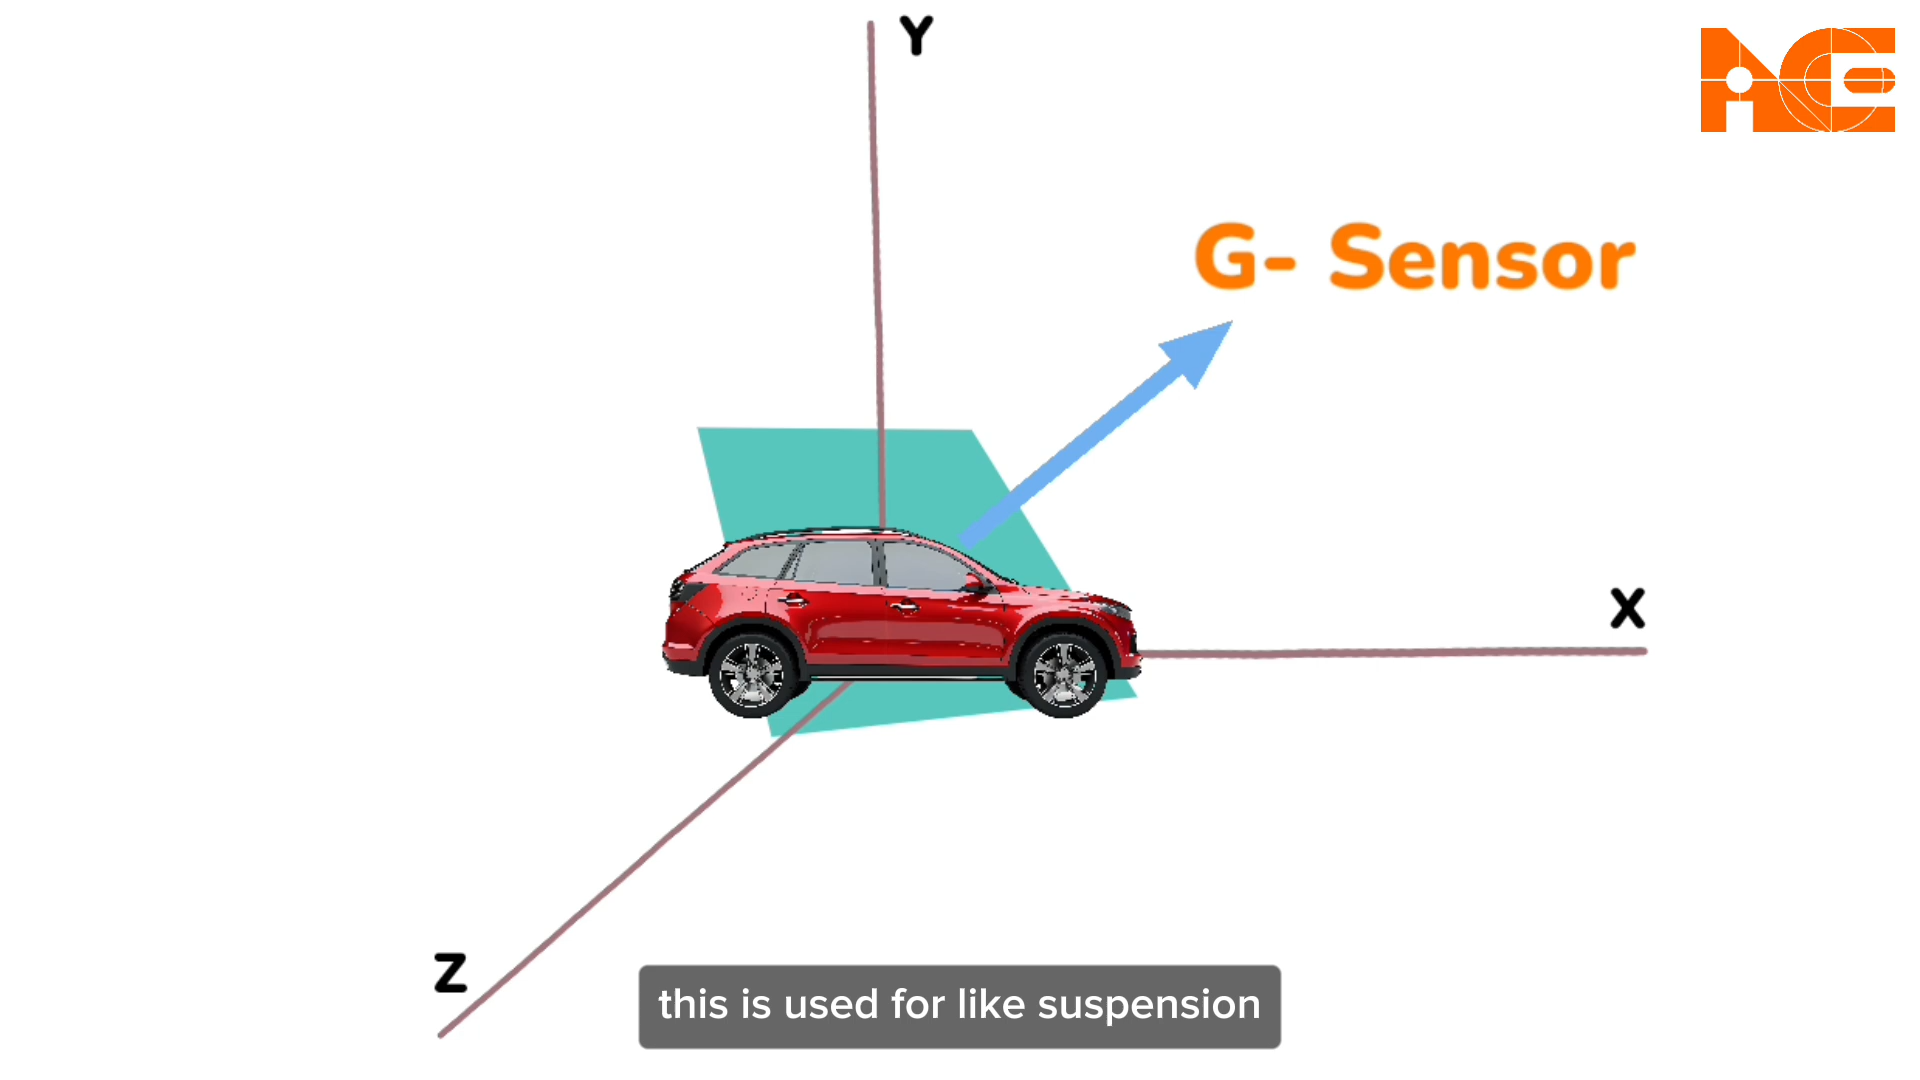 Y
G- Sensor
X
Z
this is used for like suspension